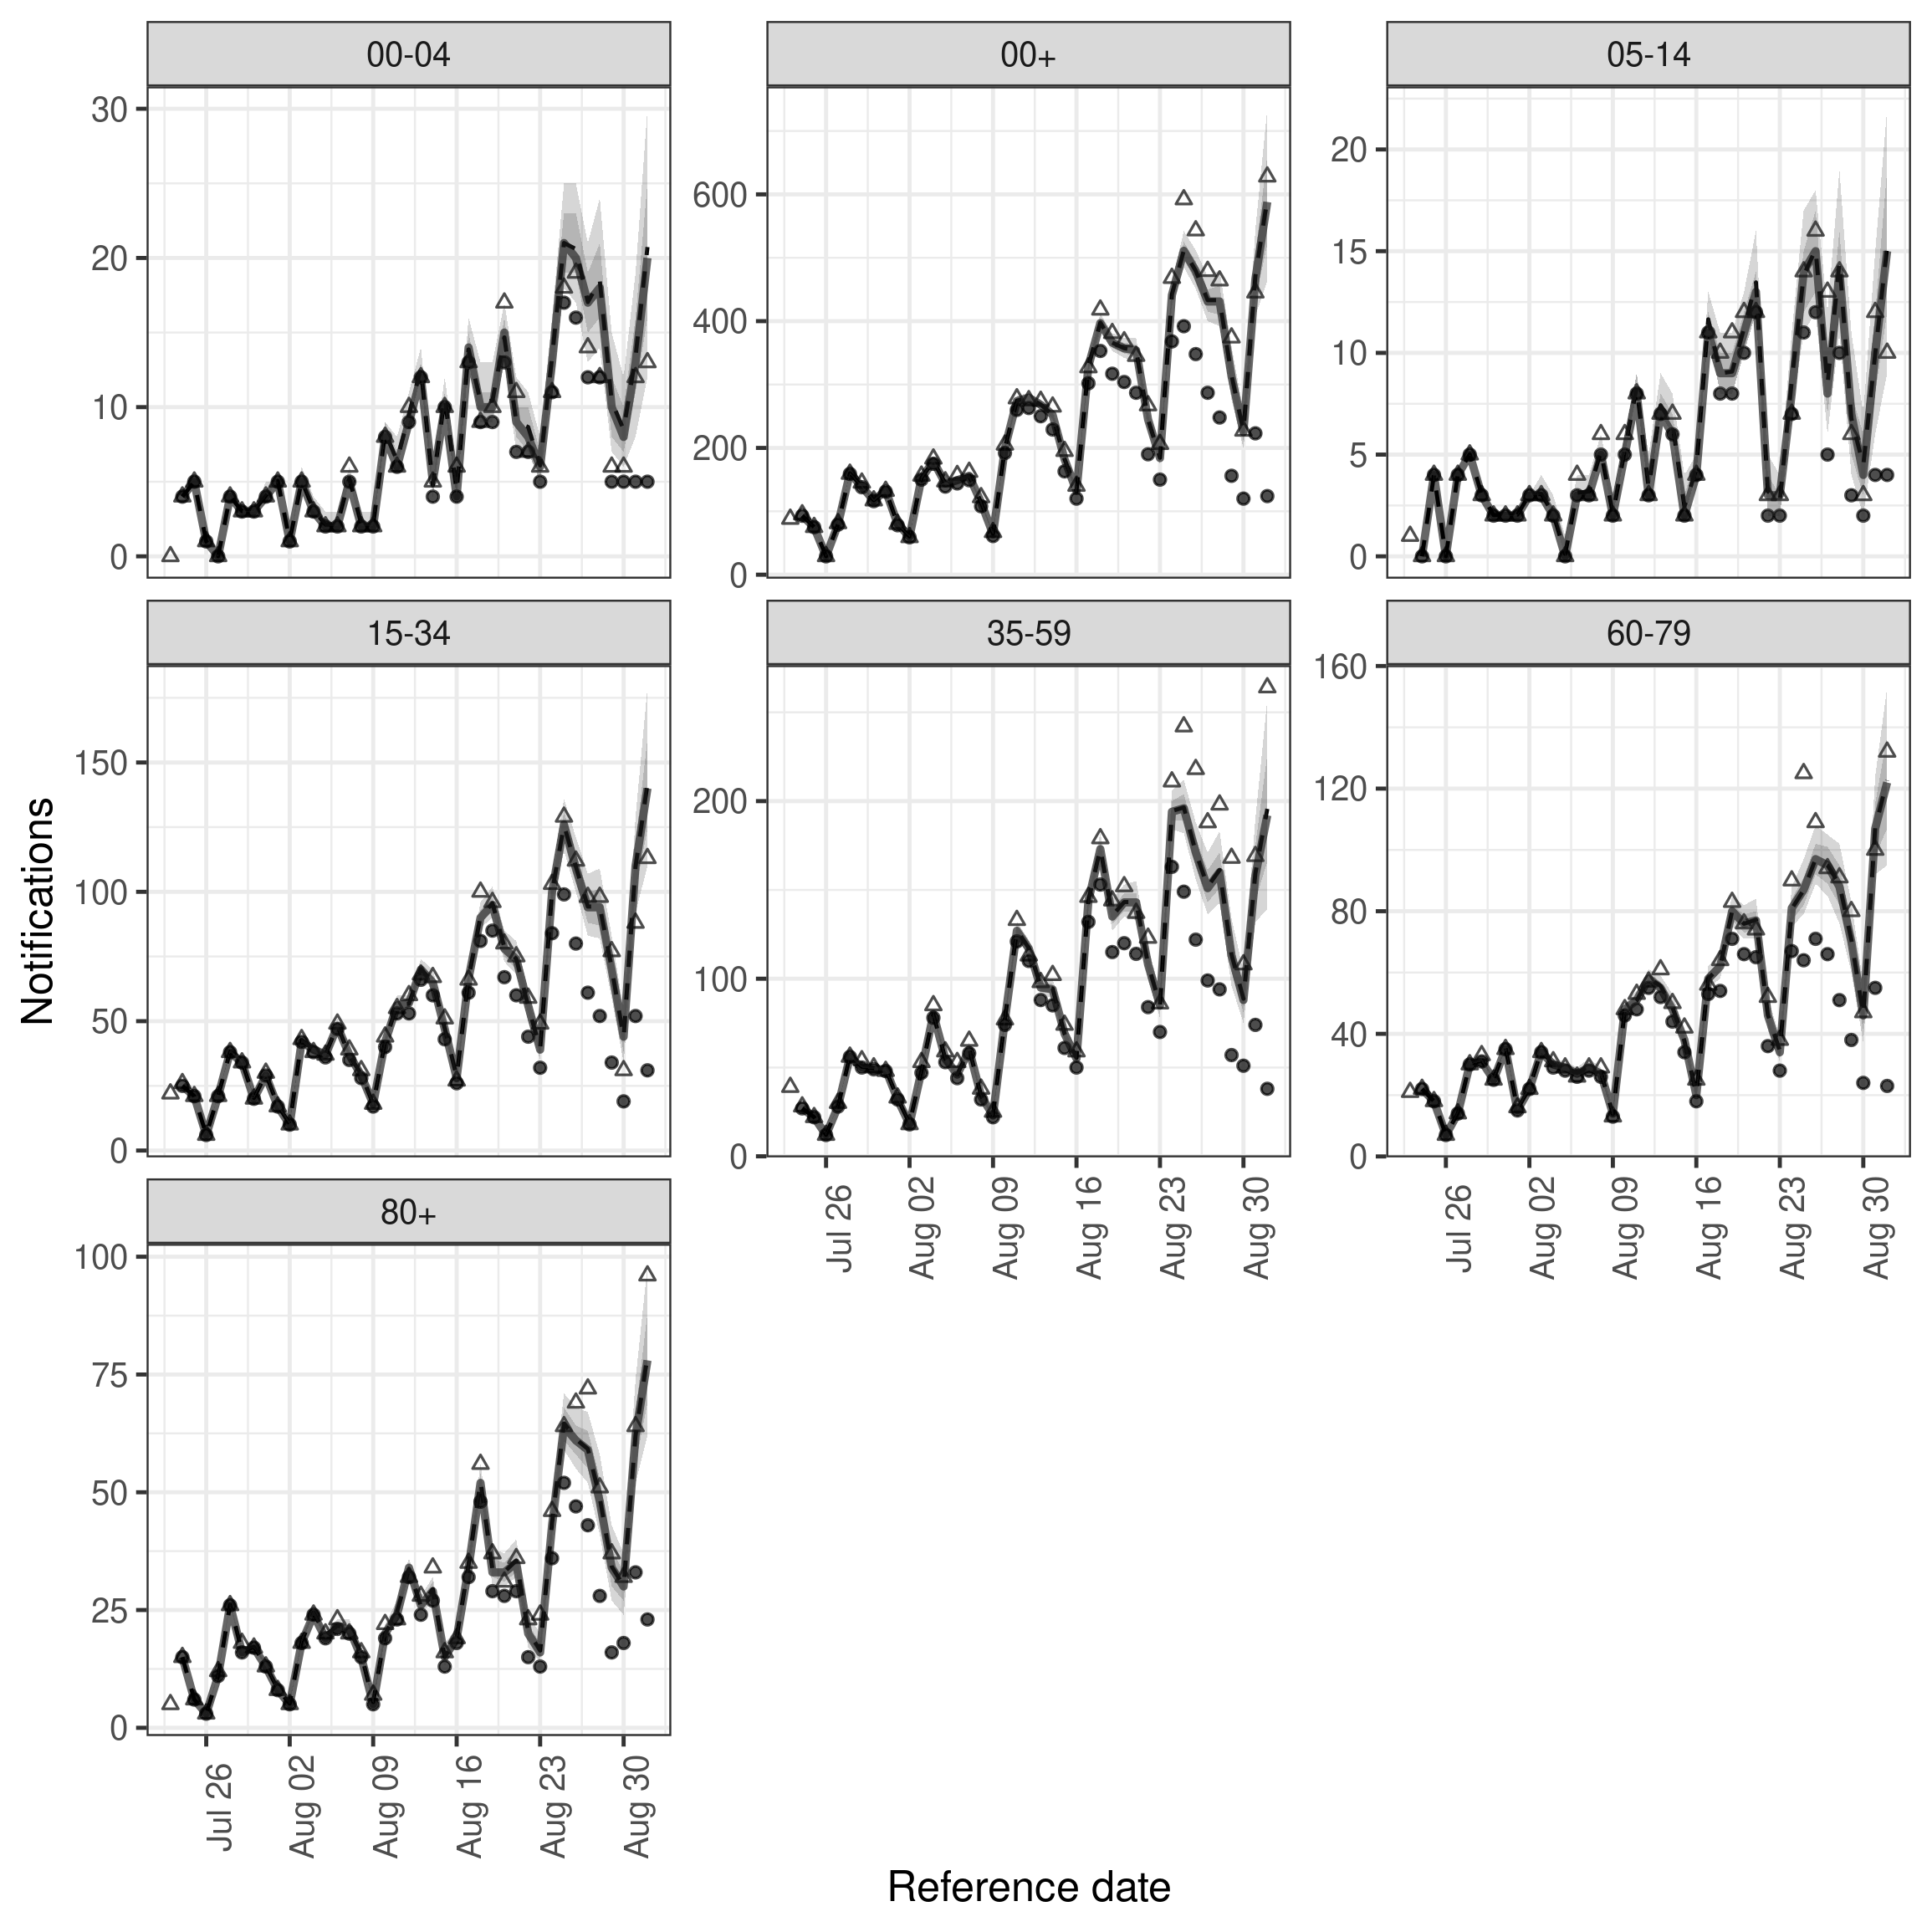 00-04
00+
05-14
30
20
10
0
600
400
200
0
20
15
10
5
0
15-34
35-59
60-79
150
100
50
0
200
100
0
160
120
80
40
0
Jul 26
Aug 02
Aug 09
Aug 16
Aug 23
Aug 30
Jul 26
Aug 02
Aug 09
Aug 16
Aug 23
Aug 30
80+
100
75
50
25
0
Jul 26
Aug 02
Aug 09
Aug 16
Aug 23
Aug 30
Notifications
Reference date